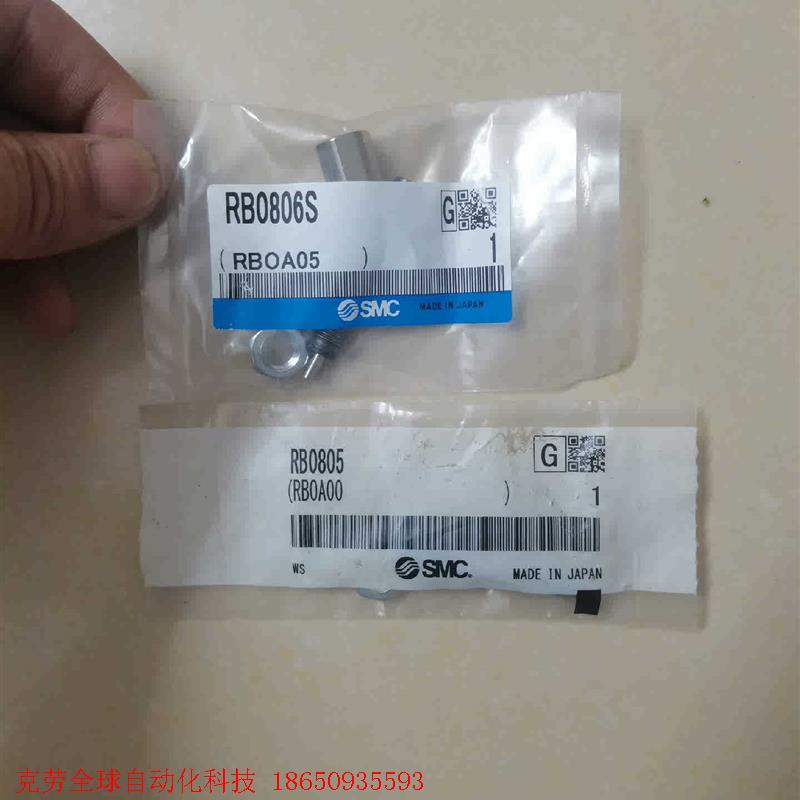 RB0806S
G
(RBOA05 )
1
SMC MADE IN JAPAN
RB0805
G
(RB0A00 )
1
WS SMC. MADE IN JAPAN
克劳全球自动化科技 18650935593